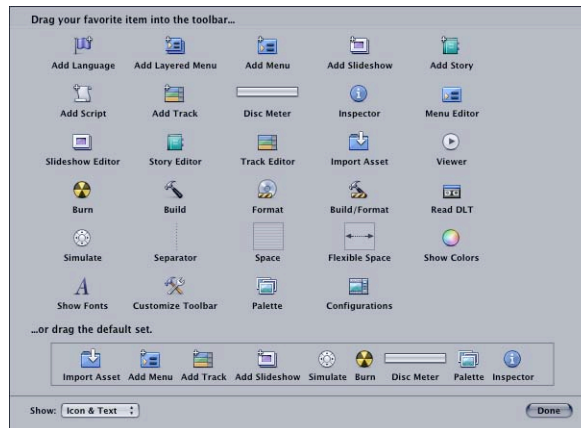 Drag your favorite item into the toolbar...
Add Language Add Layered Menu Add Menu Add Slideshow Add Story
Add Script Add Track Disc Meter Inspector Menu Editor
Slideshow Editor Story Editor Track Editor Import Asset Viewer
Burn Build Format Build/Format Read DLT
Simulate Separator Space Flexible Space Show Colors
Show Fonts Customize Toolbar Palette Configurations
...or drag the default set.
Import Asset Add Menu Add Track Add Slideshow Simulate Burn Disc Meter Palette Inspector
Show: Icon & Text Done